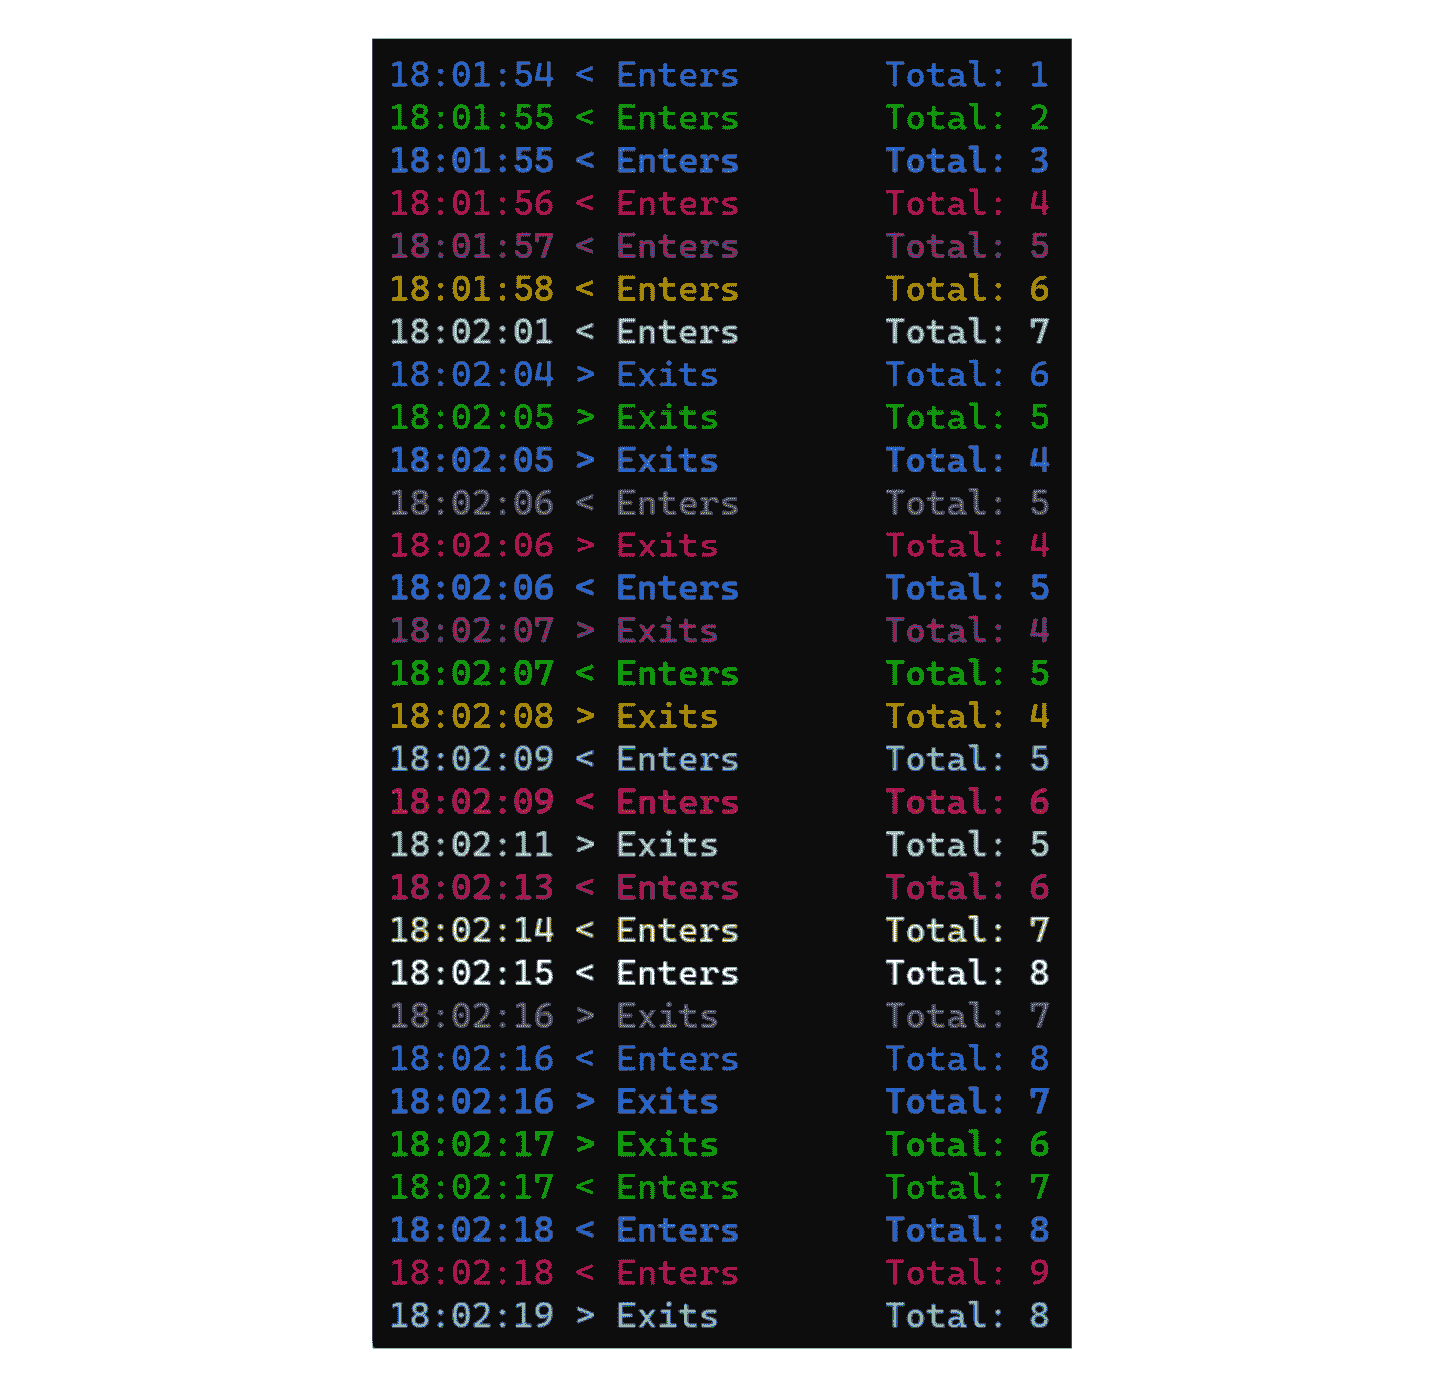 18:01:54 < Enters Total: 1
18:01:55 < Enters Total: 2
18:01:55 < Enters Total: 3
18:01:56 < Enters Total: 4
18:01:57 < Enters Total: 5
18:01:58 < Enters Total: 6
18:02:01 < Enters Total: 7
18:02:04 > Exits Total: 6
18:02:05 > Exits Total: 5
18:02:05 > Exits Total: 4
18:02:06 < Enters Total: 5
18:02:06 > Exits Total: 4
18:02:06 < Enters Total: 5
18:02:07 > Exits Total: 4
18:02:07 < Enters Total: 5
18:02:08 > Exits Total: 4
18:02:09 < Enters Total: 5
18:02:09 < Enters Total: 6
18:02:11 > Exits Total: 5
18:02:13 < Enters Total: 6
18:02:14 < Enters Total: 7
18:02:15 < Enters Total: 8
18:02:16 > Exits Total: 7
18:02:16 < Enters Total: 8
18:02:16 > Exits Total: 7
18:02:17 > Exits Total: 6
18:02:17 < Enters Total: 7
18:02:18 < Enters Total: 8
18:02:18 < Enters Total: 9
18:02:19 > Exits Total: 8